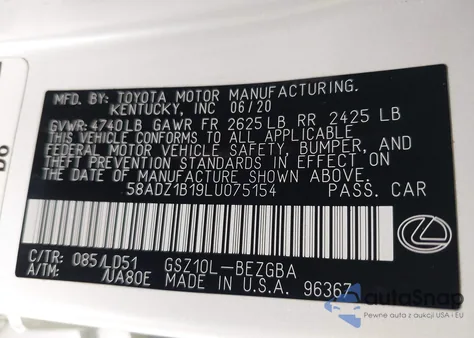 MFD. BY: TOYOTA MOTOR MANUFACTURING.
KENTUCKY, INC 06/20
GVWR: 4740LB GAWR FR 2625LB RR 2425 LB
THIS VEHICLE CONFORMS TO ALL APPLICABLE
FEDERAL MOTOR VEHICLE SAFETY, BUMPER, AND
THEFT PREVENTION STANDARDS IN EFFECT ON
THE DATE OF MANUFACTURE SHOWN ABOVE.
58ADZ1B19LU075154 PASS. CAR
C/TR: 085/LD51 GSZ10L-BEZGBA
A/TM: /UA80E MADE IN U.S.A. 96367
autoSnap
Pewne auta z aukcji USA i EU